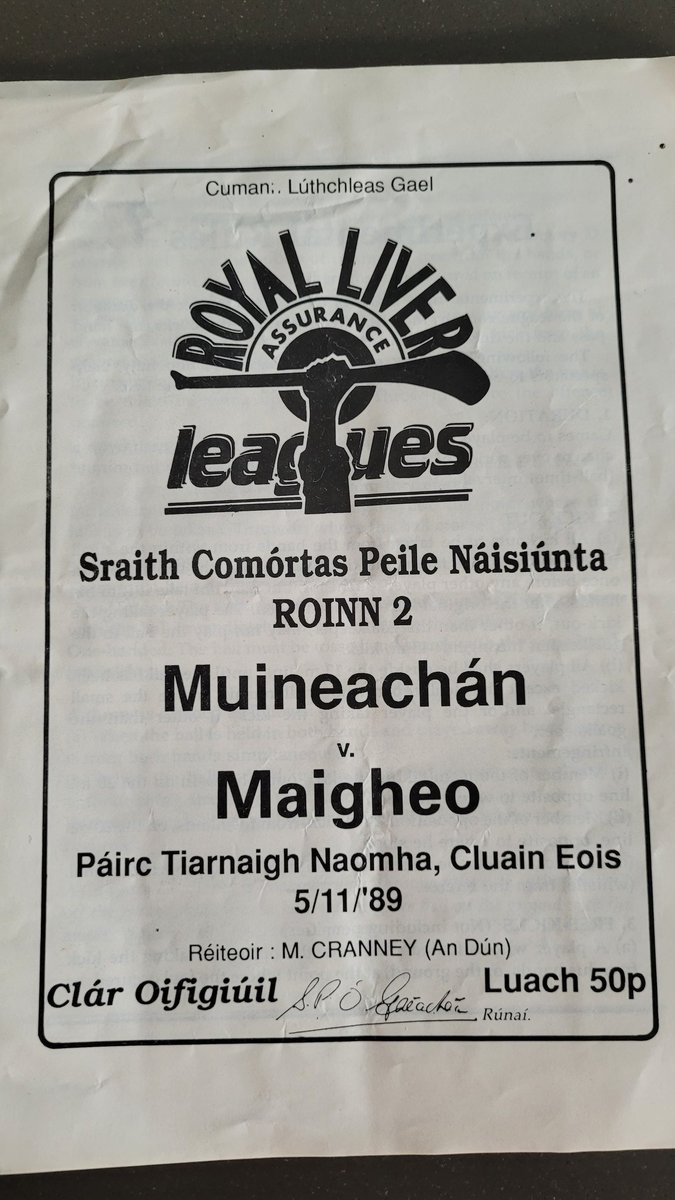 Cuman:. Lúthchleas Gael
ROYAL LIVER
ASSURANCE
leagues
Sraith Comórtas Peile Náisiúnta
ROINN 2
Muineachán
v.
Maigheo
Páirc Tiarnaigh Naomha, Cluain Eois
5/11/'89
Réiteoir : M. CRANNEY (An Dún)
Clár Oifigiúil S.P. Ó Luach 50p
Rúnaí.